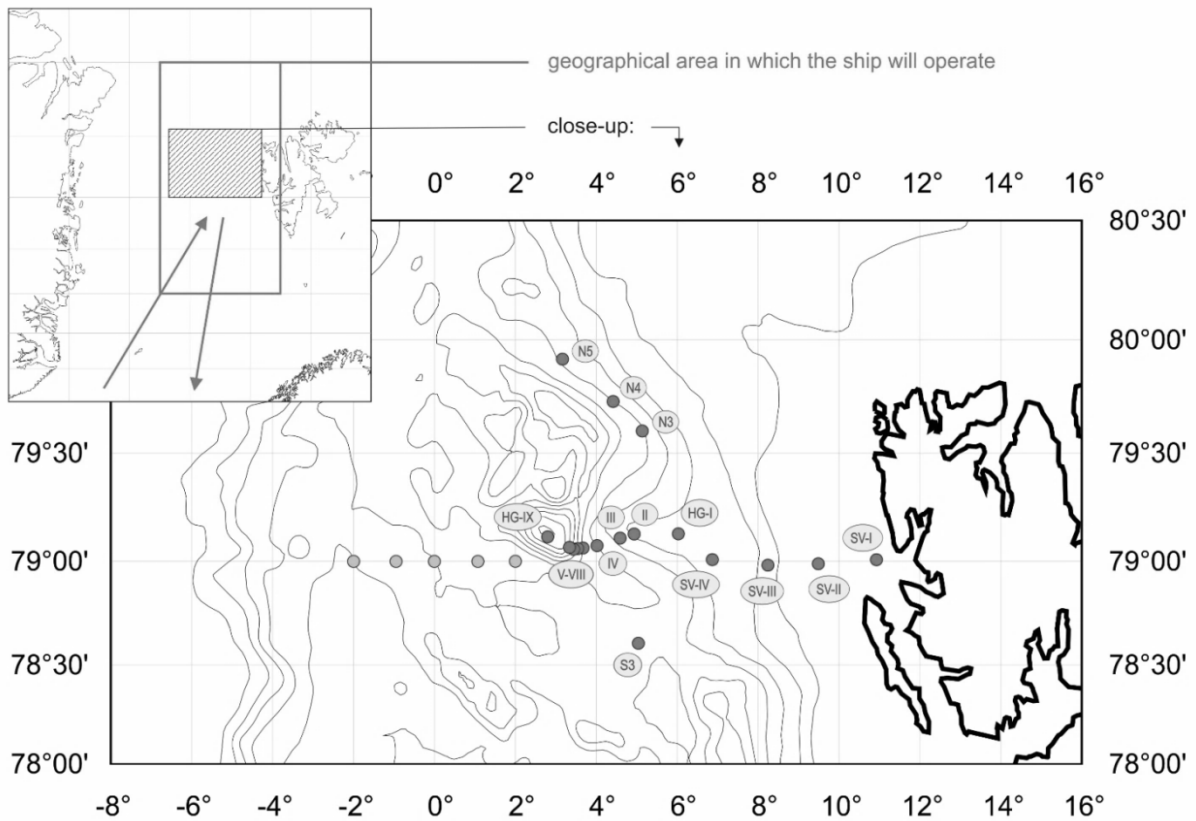 geographical area in which the ship will operate
close-up:
0° 2° 4° 6° 8° 10° 12° 14° 16°
80°30'
80°00'
N5
N4
N3
79°30' 79°30'
HG-IX III II HG-I
SV-I
79°00' 79°00'
V-VIII IV SV-IV SV-III SV-II
S3
78°30' 78°30'
78°00' 78°00'
-8° -6° -4° -2° 0° 2° 4° 6° 8° 10° 12° 14° 16°